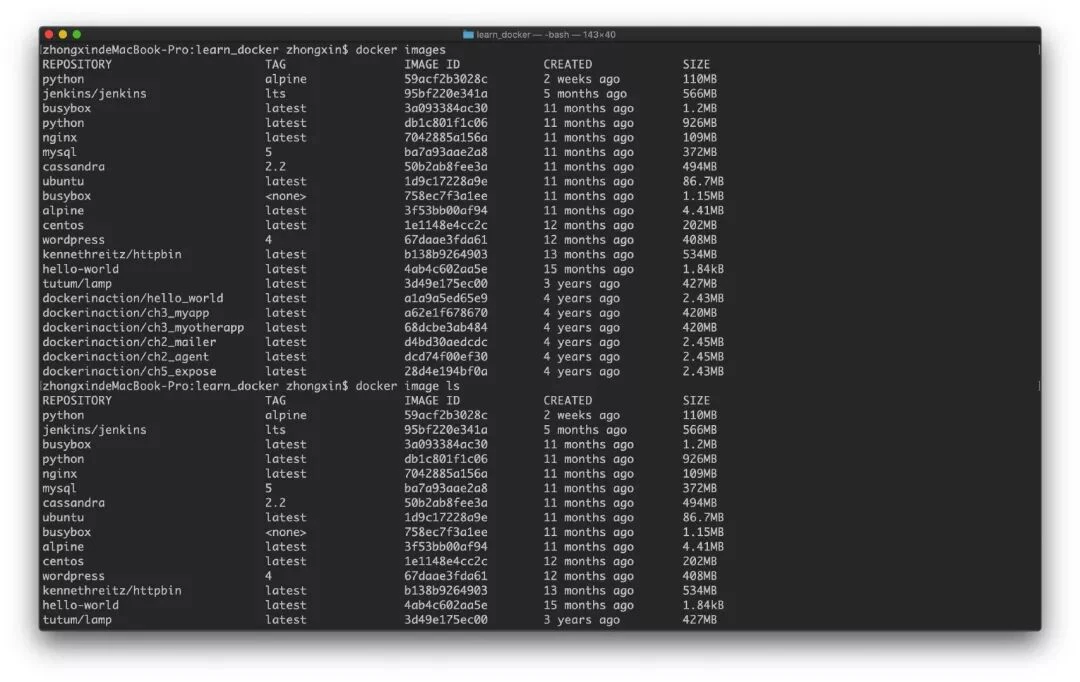 learn_docker — -bash — 143×40
zhongxindeMacBook-Pro:learn_docker zhongxin$ docker images
REPOSITORY TAG IMAGE ID CREATED SIZE
python alpine 59acf2b3028c 2 weeks ago 110MB
jenkins/jenkins lts 95bf220e341a 5 months ago 566MB
busybox latest 3a093384ac30 11 months ago 1.2MB
python latest db1c801f1c06 11 months ago 926MB
nginx latest 7042885a156a 11 months ago 109MB
mysql 5 ba7a93aae2a8 11 months ago 372MB
cassandra 2.2 50b2ab8fee3a 11 months ago 494MB
ubuntu latest 1d9c17228a9e 11 months ago 86.7MB
busybox <none> 758ec7f3a1ee 11 months ago 1.15MB
alpine latest 3f53bb00af94 11 months ago 4.41MB
centos latest 1e1148e4cc2c 12 months ago 202MB
wordpress 4 67daae3fda61 12 months ago 408MB
kennethreitz/httpbin latest b138b9264903 13 months ago 534MB
hello-world latest 4ab4c602aa5e 15 months ago 1.84kB
tutum/lamp latest 3d49e175ec00 3 years ago 427MB
dockerinaction/hello_world latest a1a9a5ed65e9 4 years ago 2.43MB
dockerinaction/ch3_myapp latest a62e1f678670 4 years ago 420MB
dockerinaction/ch3_myotherapp latest 68dcbe3ab484 4 years ago 420MB
dockerinaction/ch2_mailer latest d4bd30aedcdc 4 years ago 2.45MB
dockerinaction/ch2_agent latest dcd74f00ef30 4 years ago 2.45MB
dockerinaction/ch5_expose latest 28d4e194bf0a 4 years ago 2.43MB
zhongxindeMacBook-Pro:learn_docker zhongxin$ docker image ls
REPOSITORY TAG IMAGE ID CREATED SIZE
python alpine 59acf2b3028c 2 weeks ago 110MB
jenkins/jenkins lts 95bf220e341a 5 months ago 566MB
busybox latest 3a093384ac30 11 months ago 1.2MB
python latest db1c801f1c06 11 months ago 926MB
nginx latest 7042885a156a 11 months ago 109MB
mysql 5 ba7a93aae2a8 11 months ago 372MB
cassandra 2.2 50b2ab8fee3a 11 months ago 494MB
ubuntu latest 1d9c17228a9e 11 months ago 86.7MB
busybox <none> 758ec7f3a1ee 11 months ago 1.15MB
alpine latest 3f53bb00af94 11 months ago 4.41MB
centos latest 1e1148e4cc2c 12 months ago 202MB
wordpress 4 67daae3fda61 12 months ago 408MB
kennethreitz/httpbin latest b138b9264903 13 months ago 534MB
hello-world latest 4ab4c602aa5e 15 months ago 1.84kB
tutum/lamp latest 3d49e175ec00 3 years ago 427MB